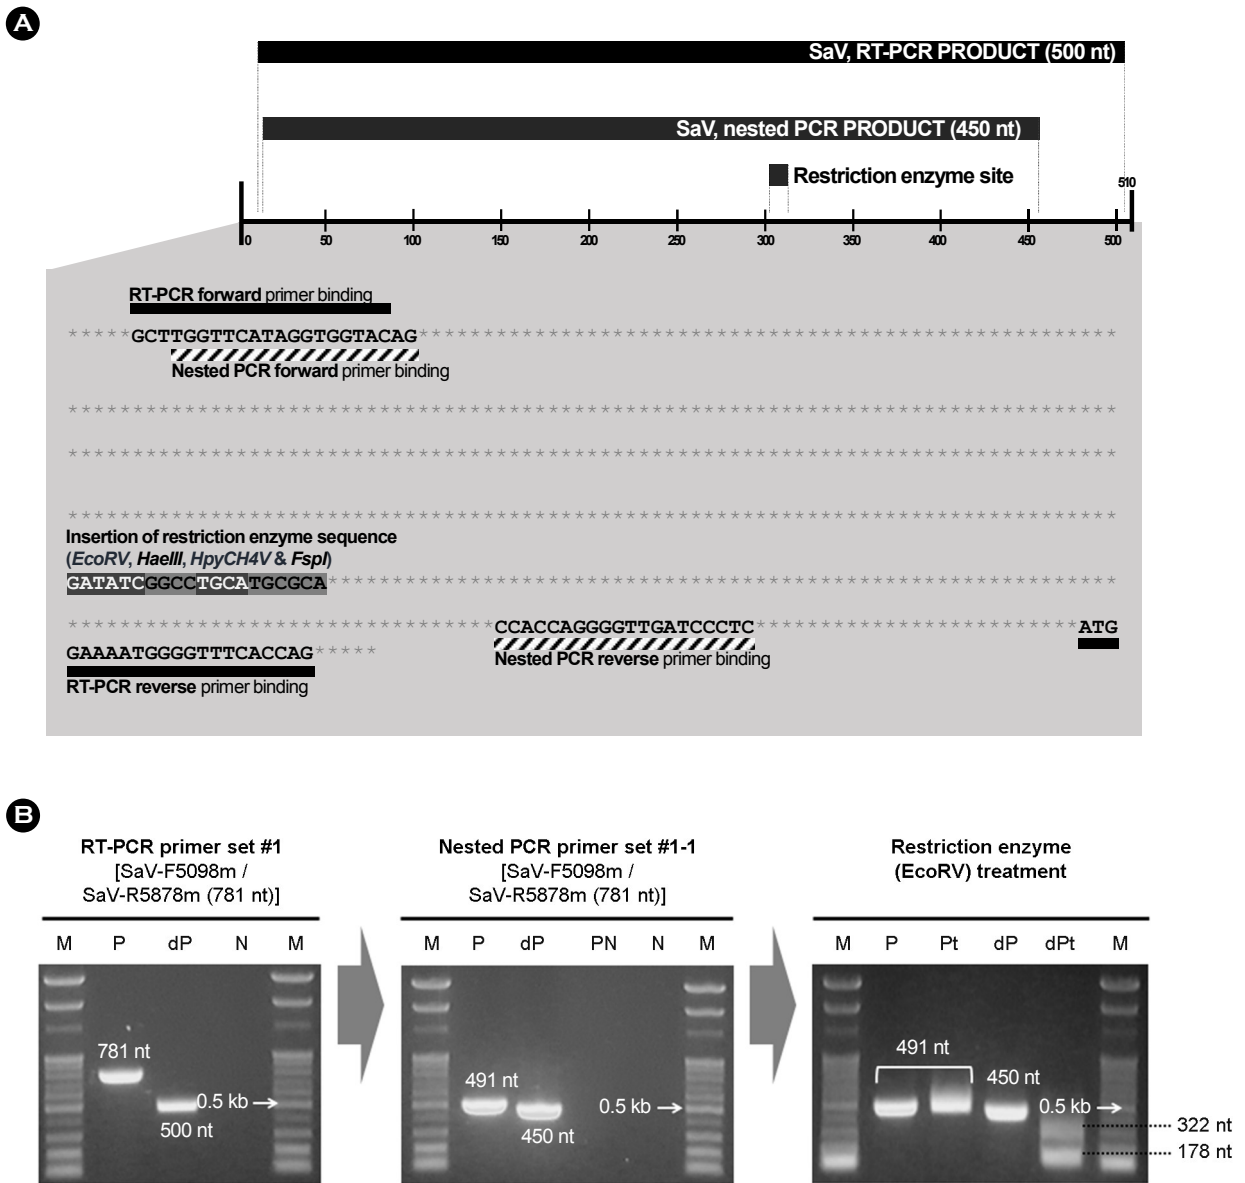 A
SaV, RT-PCR PRODUCT (500 nt)
SaV, nested PCR PRODUCT (450 nt)
Restriction enzyme site
510
0 50 100 150 200 250 300 350 400 450 500
RT-PCR forward primer binding
*****GCTTGGTTCATAGGTGGTACAG******************************************************
Nested PCR forward primer binding
*********************************************************************************
*********************************************************************************
*********************************************************************************
Insertion of restriction enzyme sequence
(EcoRV, HaeIII, HpyCH4V & FspI)
GATATCGGCCTGCATGCGCA*************************************************************
*********************************CCACCAGGGGTTGATCCCTC*************************ATG
Nested PCR reverse primer binding
GAAAATGGGGTTTCACCAG*****
RT-PCR reverse primer binding
B
RT-PCR primer set #1
[SaV-F5098m /
SaV-R5878m (781 nt)]
M P dP N M
781 nt
0.5 kb
500 nt
Nested PCR primer set #1-1
[SaV-F5098m /
SaV-R5878m (781 nt)]
M P dP PN N M
491 nt
0.5 kb
450 nt
Restriction enzyme
(EcoRV) treatment
M P Pt dP dPt M
491 nt
450 nt
0.5 kb
322 nt
178 nt